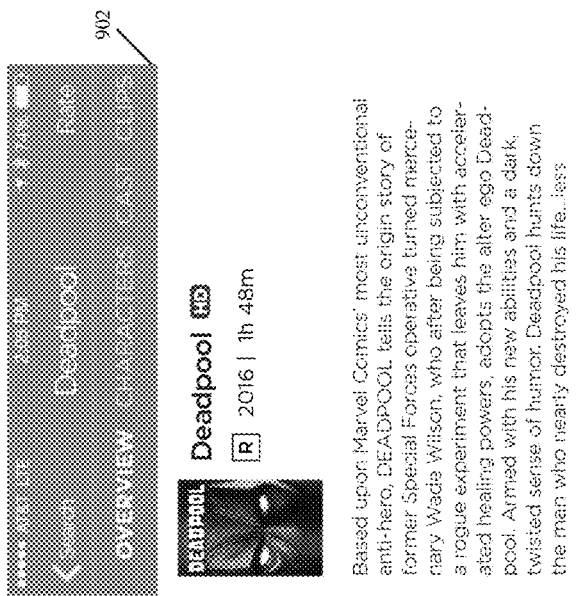 902
Search Deadpool Rate
OVERVIEW
DEADPOOL
Deadpool HD
R 2016 | 1h 48m
Based upon Marvel Comics' most unconventional
anti-hero, DEADPOOL tells the origin story of
former Special Forces operative turned merce-
nary Wade Wilson, who after being subjected to
a rogue experiment that leaves him with acceler-
ated healing powers, adopts the alter ego Dead-
pool. Armed with his new abilities and a dark,
twisted sense of humor, Deadpool hunts down
the man who nearly destroyed his life...less